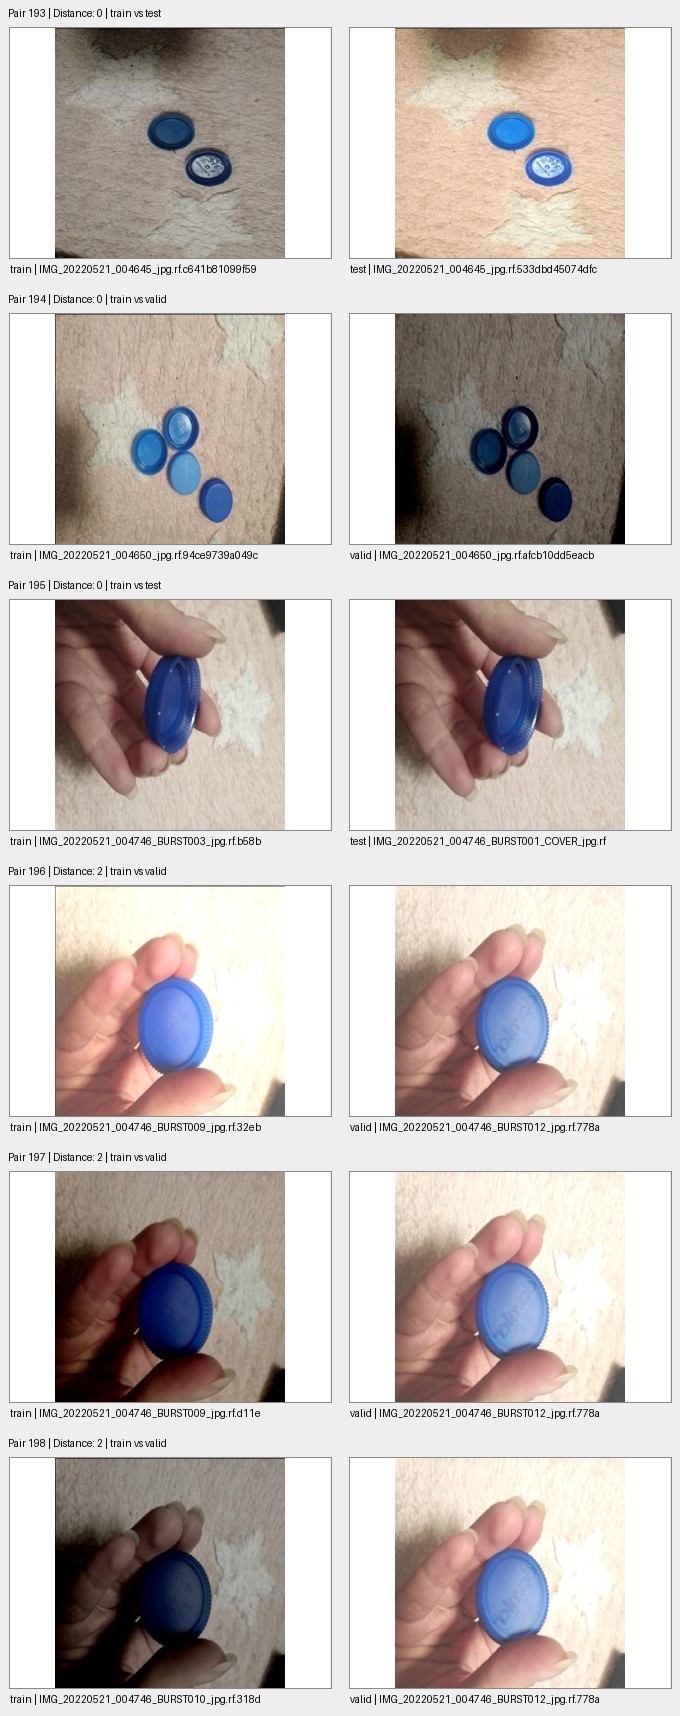 Pair 193 | Distance: 0 | train vs test
train | IMG_20220521_004645_jpg.rf.c641b81099f59
test | IMG_20220521_004645_jpg.rf.533dbd45074dfc
Pair 194 | Distance: 0 | train vs valid
train | IMG_20220521_004650_jpg.rf.94ce9739a049c
valid | IMG_20220521_004650_jpg.rf.afcb10dd5eacb
Pair 195 | Distance: 0 | train vs test
train | IMG_20220521_004746_BURST003_jpg.rf.b58b
test | IMG_20220521_004746_BURST001_COVER_jpg.rf
Pair 196 | Distance: 2 | train vs valid
train | IMG_20220521_004746_BURST009_jpg.rf.32eb
valid | IMG_20220521_004746_BURST012_jpg.rf.778a
Pair 197 | Distance: 2 | train vs valid
train | IMG_20220521_004746_BURST009_jpg.rf.d11e
valid | IMG_20220521_004746_BURST012_jpg.rf.778a
Pair 198 | Distance: 2 | train vs valid
train | IMG_20220521_004746_BURST010_jpg.rf.318d
valid | IMG_20220521_004746_BURST012_jpg.rf.778a